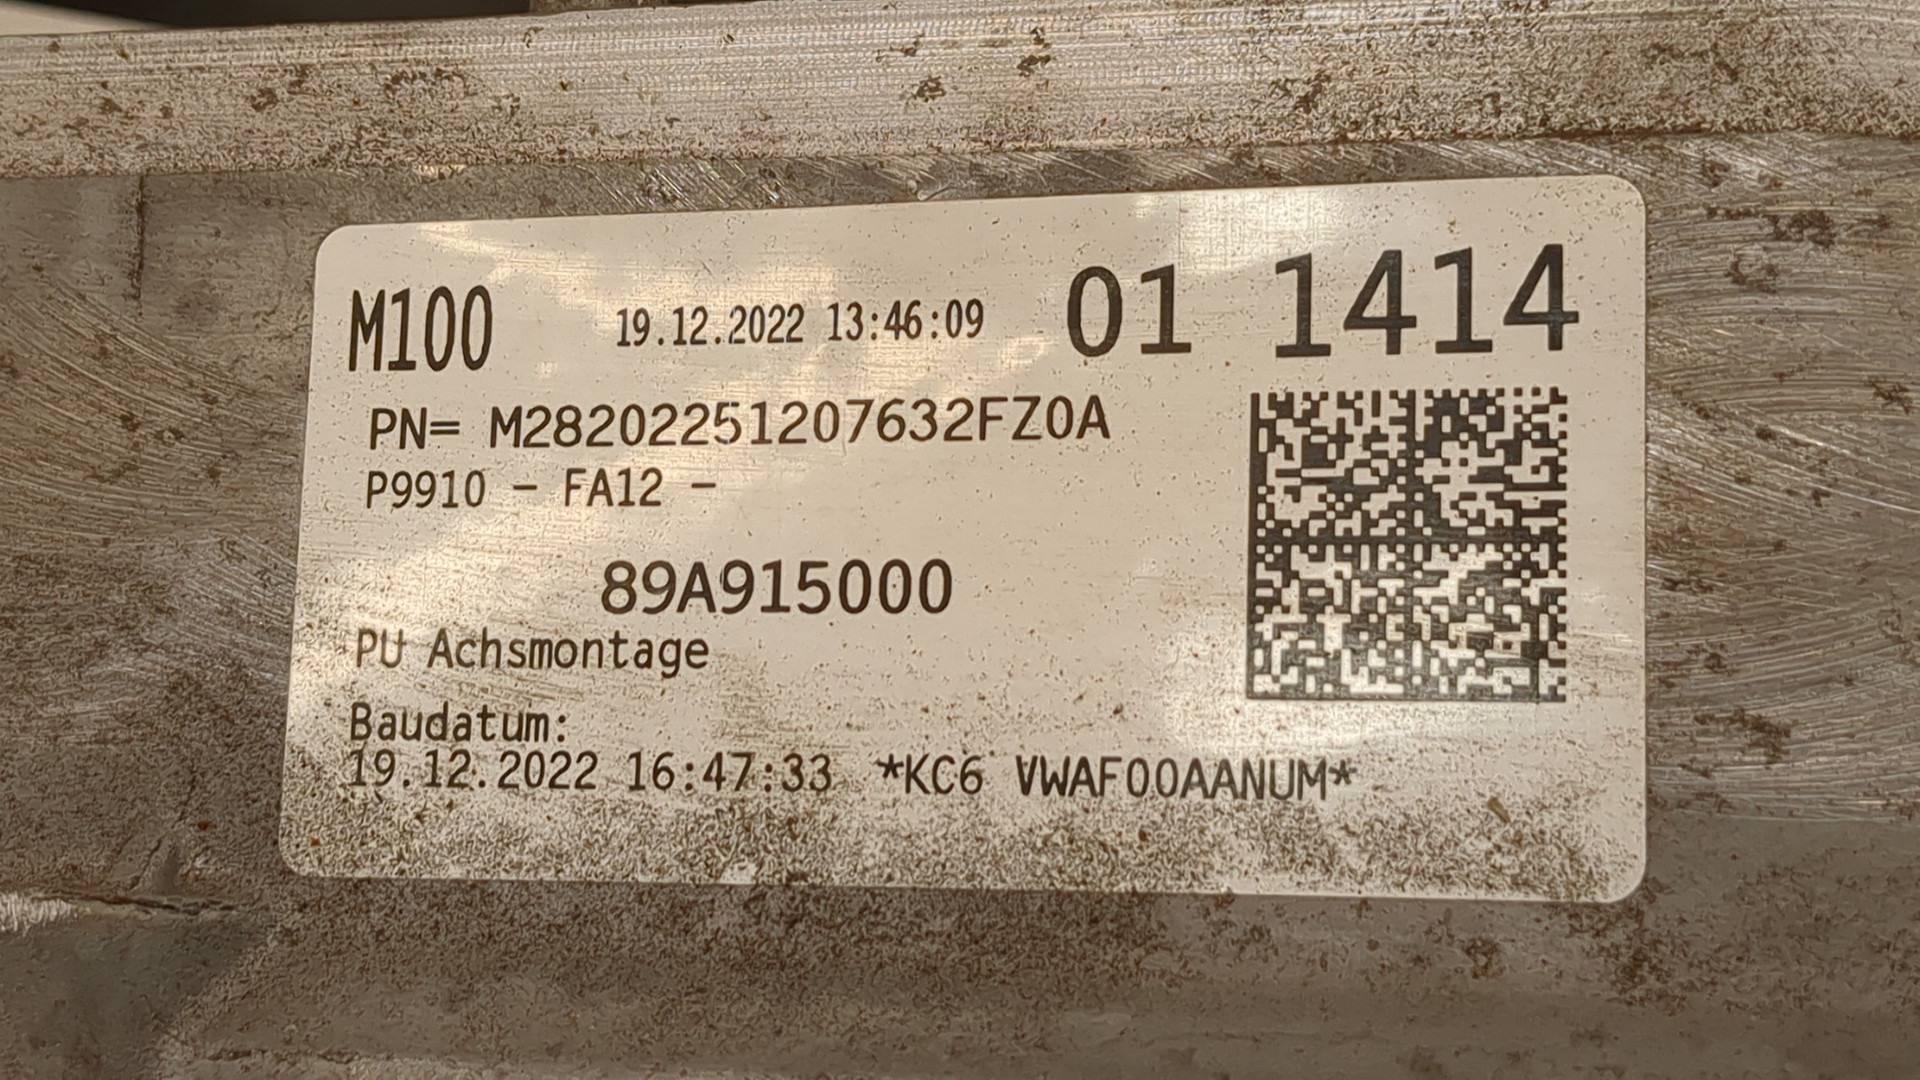 M100 19.12.2022 13:46:09 01 1414
PN= M28202251207632FZ0A
P9910 - FA12 -
89A915000
PU Achsmontage
Baudatum:
19.12.2022 16:47:33 *KC6 VWAF00AANUM*